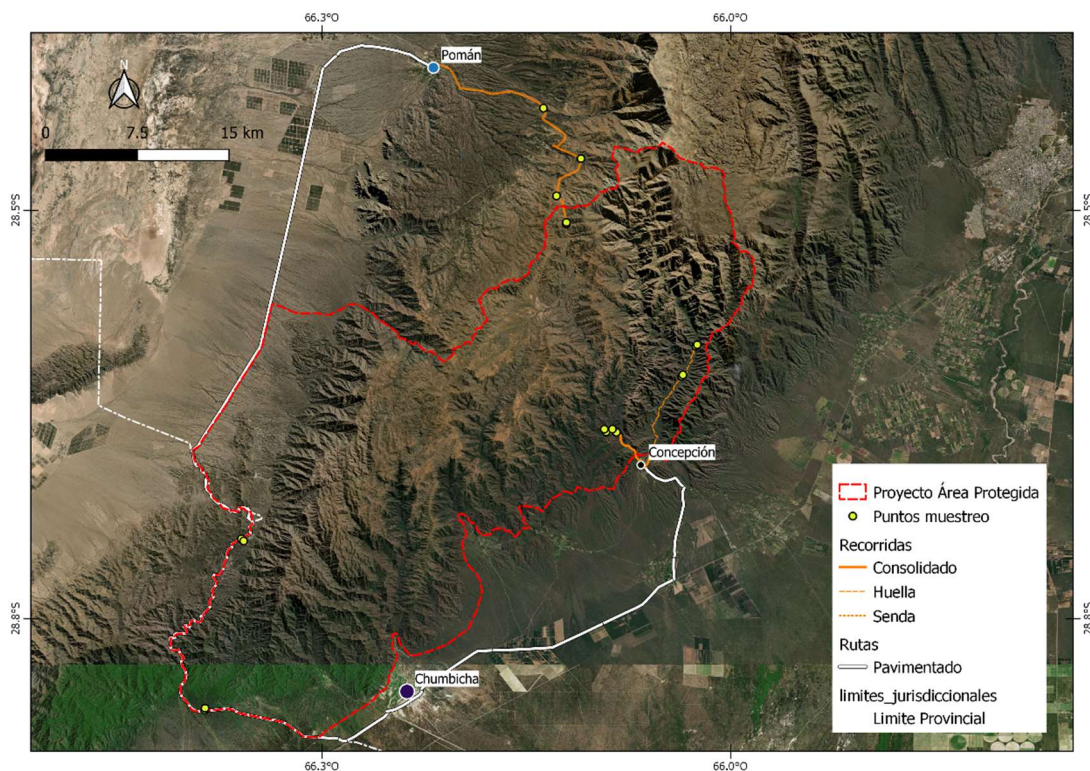 66.3°O
66.0°O
Pomán
N
0
7.5
15 km
28.5°S
28.5°S
Concepción
Proyecto Área Protegida
Puntos muestreo
Recorridas
Consolidado
Huella
Senda
Rutas
Pavimentado
limites_jurisdiccionales
Limite Provincial
28.8°S
28.8°S
Chumbicha
66.3°O
66.0°O